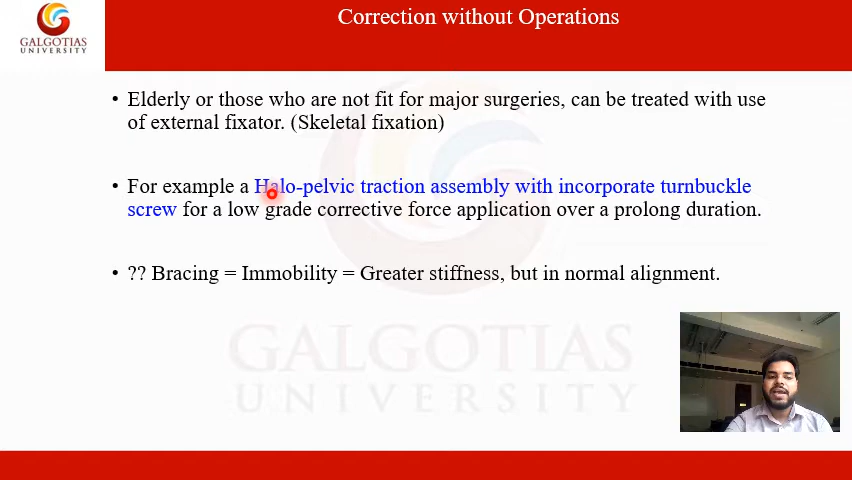 Correction without Operations
GALGOTIAS
UNIVERSITY
• Elderly or those who are not fit for major surgeries, can be treated with use
of external fixator. (Skeletal fixation)
• For example a Halo-pelvic traction assembly with incorporate turnbuckle
screw for a low grade corrective force application over a prolong duration.
• ?? Bracing = Immobility = Greater stiffness, but in normal alignment.
GALGOTIAS
UNIVERSITY